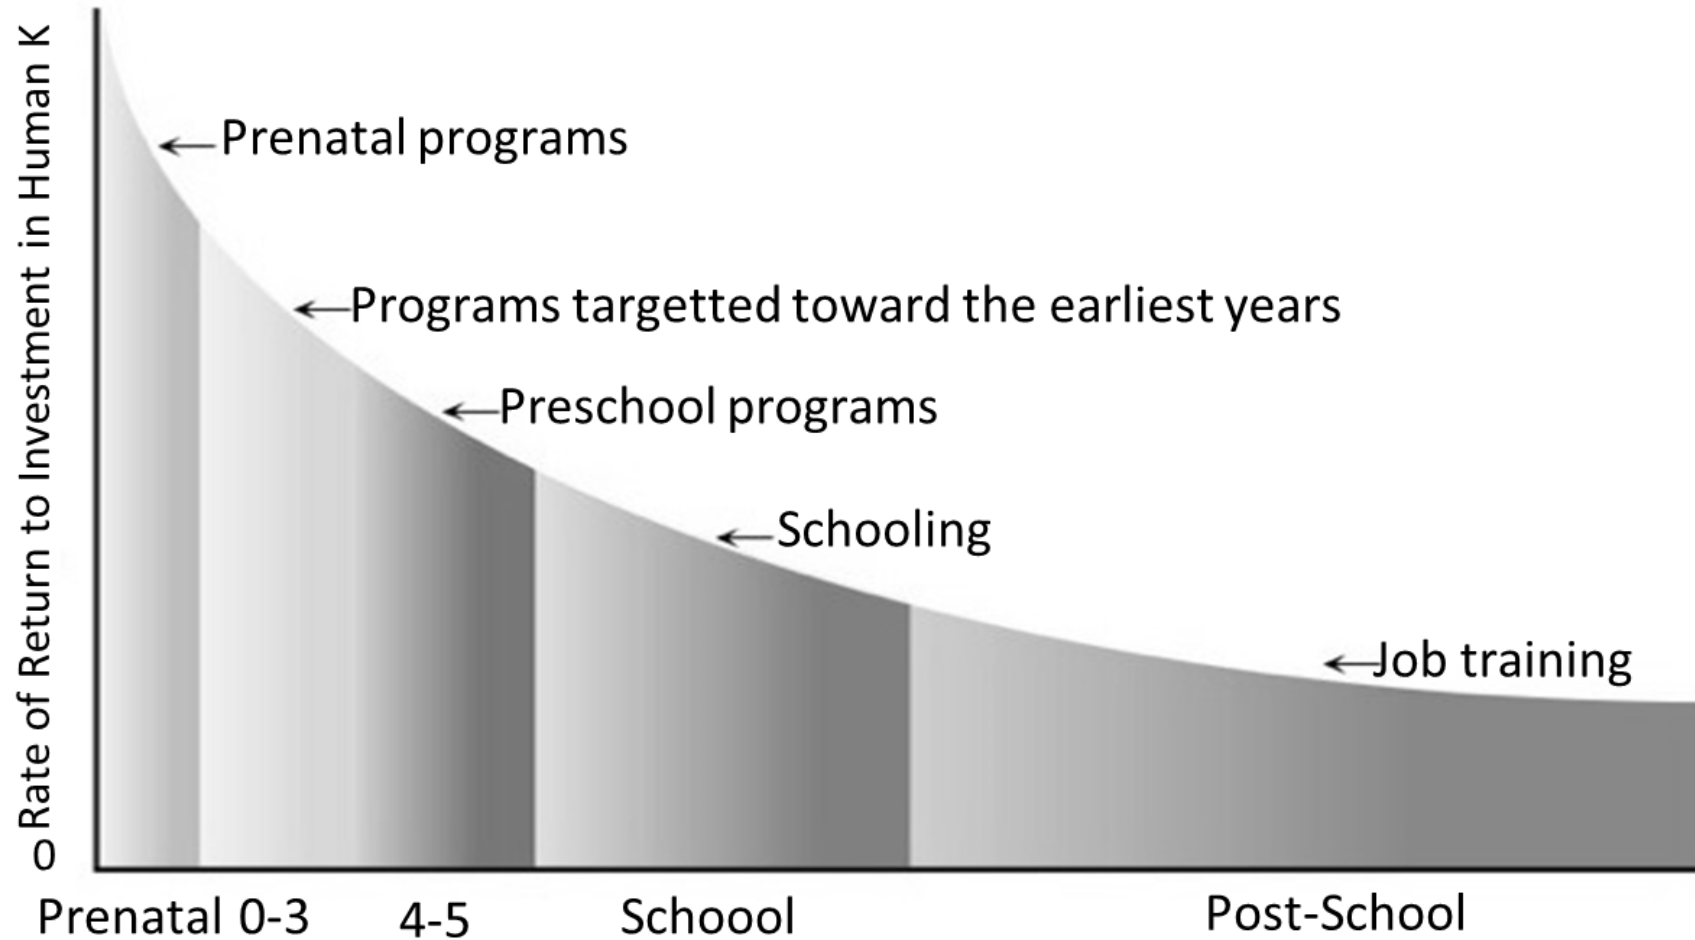 Rate of Return to Investment in Human K
0
Prenatal programs
Programs targetted toward the earliest years
Preschool programs
Schooling
Job training
Prenatal 0-3 4-5 Schoool Post-School